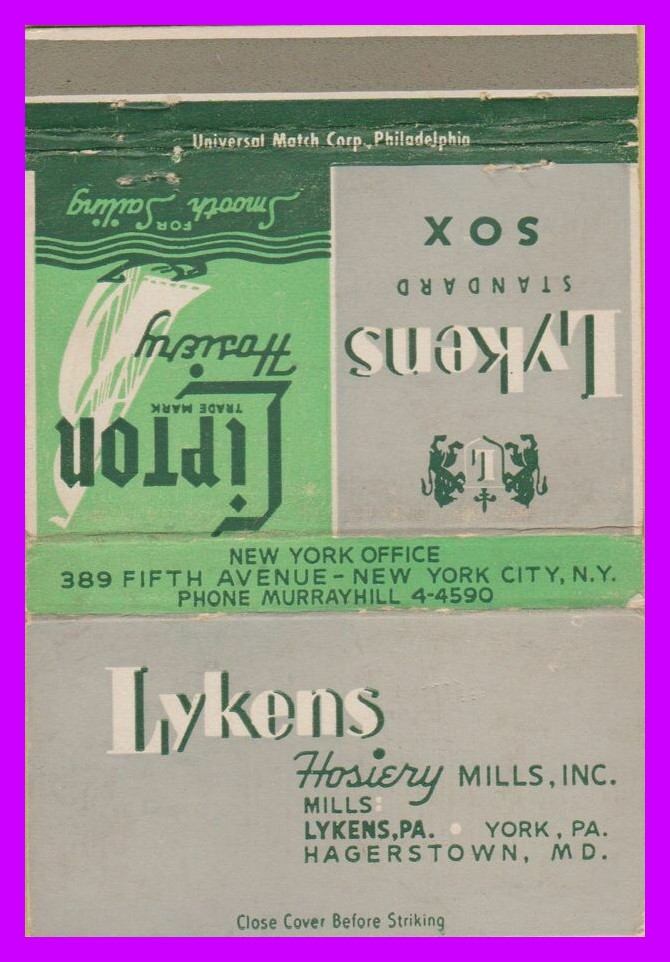 Universal Match Corp., Philadelphia
Lykens
STANDARD
SOX
L
LIPTON
TRADE MARK
Hosiery
Smooth FOR Sailing
NEW YORK OFFICE
389 FIFTH AVENUE - NEW YORK CITY, N.Y.
PHONE MURRAYHILL 4-4590
Lykens
Hosiery MILLS, INC.
MILLS:
LYKENS, PA. • YORK, PA.
HAGERSTOWN, MD.
Close Cover Before Striking